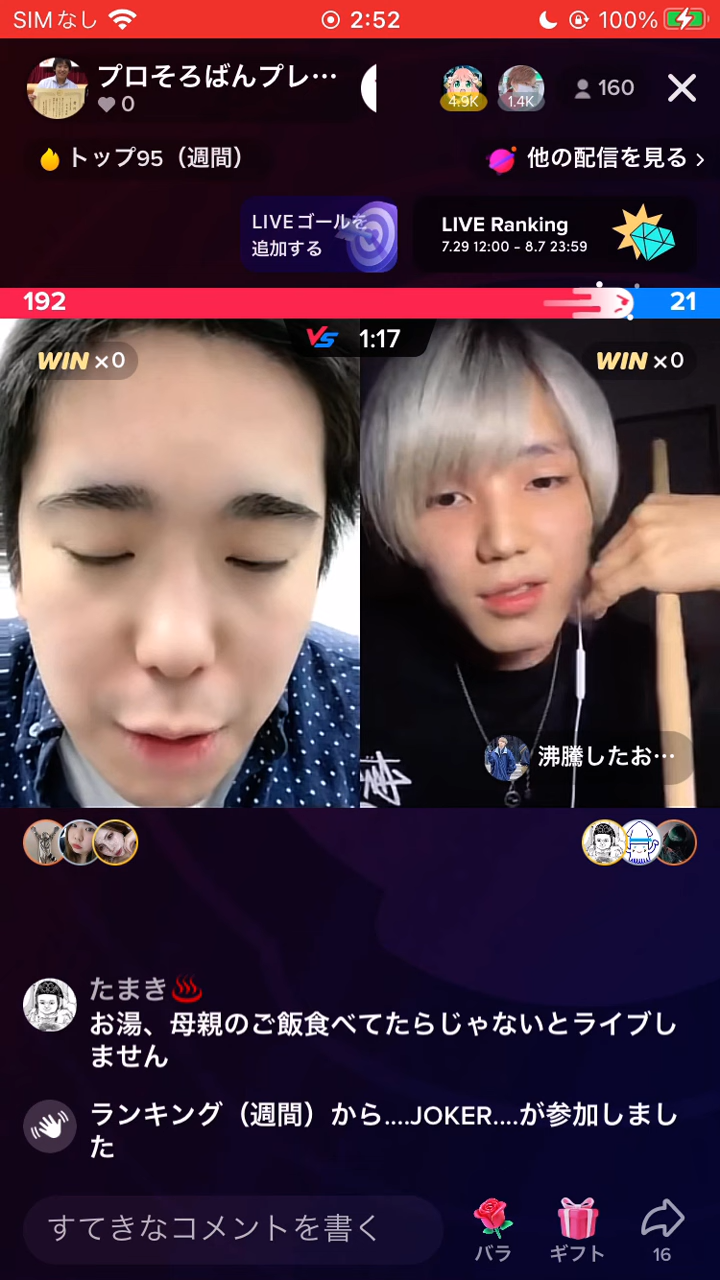 SIMなし 2:52 100%
プロそろばんプレ…
0
4.9K 1.4K 160
トップ95（週間） 他の配信を見る
LIVEゴールを
追加する
LIVE Ranking
7.29 12:00 - 8.7 23:59
192 21
VS 1:17
WIN ×0 WIN ×0
沸騰したお…
たまき♨️
お湯、母親のご飯食べてたらじゃないとライブし
ません
ランキング（週間）から....JOKER....が参加しまし
た
すてきなコメントを書く
バラ ギフト 16